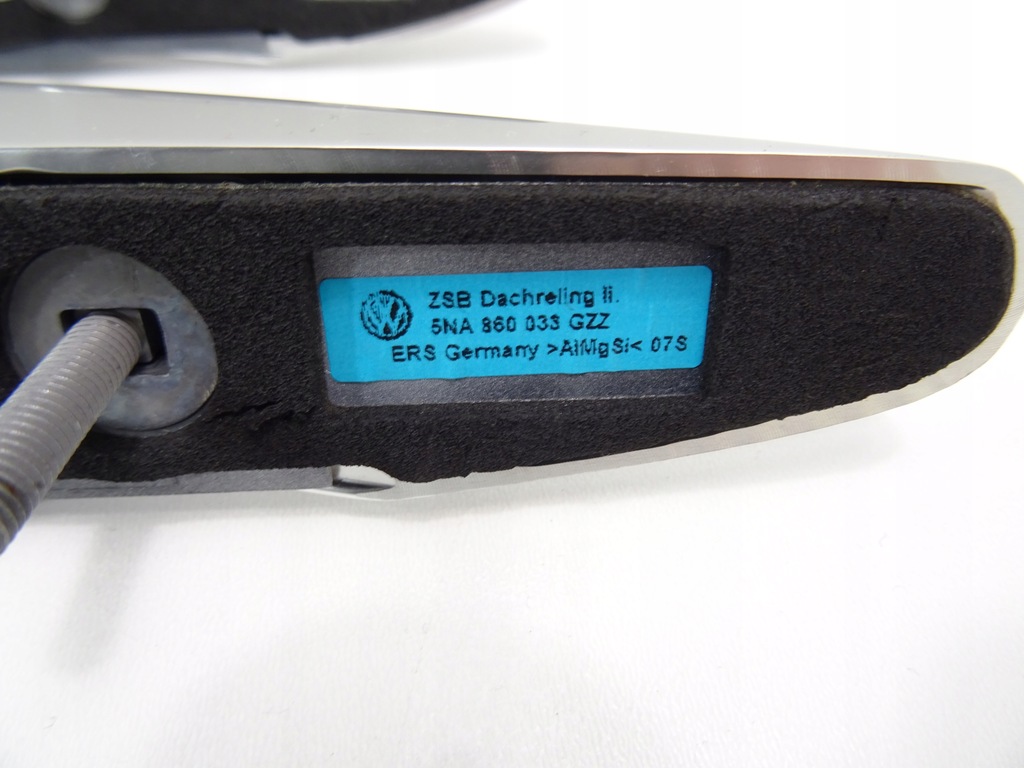 ZSB Dachreling li.
5NA 860 033 GZZ
ERS Germany >AlMgSi< 07S